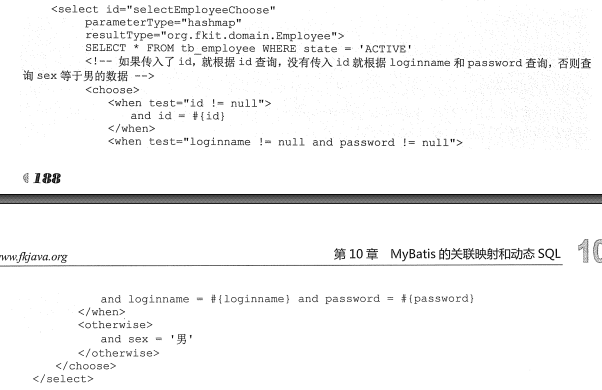 <select id="selectEmployeeChoose"
parameterType="hashmap"
resultType="org.fkit.domain.Employee">
SELECT * FROM tb_employee WHERE state = 'ACTIVE'
<!-- 如果传入了 id，就根据 id 查询，没有传入 id 就根据 loginname 和 password 查询，否则查
询 sex 等于男的数据 -->
<choose>
<when test="id != null">
and id = #{id}
</when>
<when test="loginname != null and password != null">
188
www.fkjava.org
第 10 章 MyBatis 的关联映射和动态 SQL
10
and loginname = #{loginname} and password = #{password}
</when>
<otherwise>
and sex = '男'
</otherwise>
</choose>
</select>